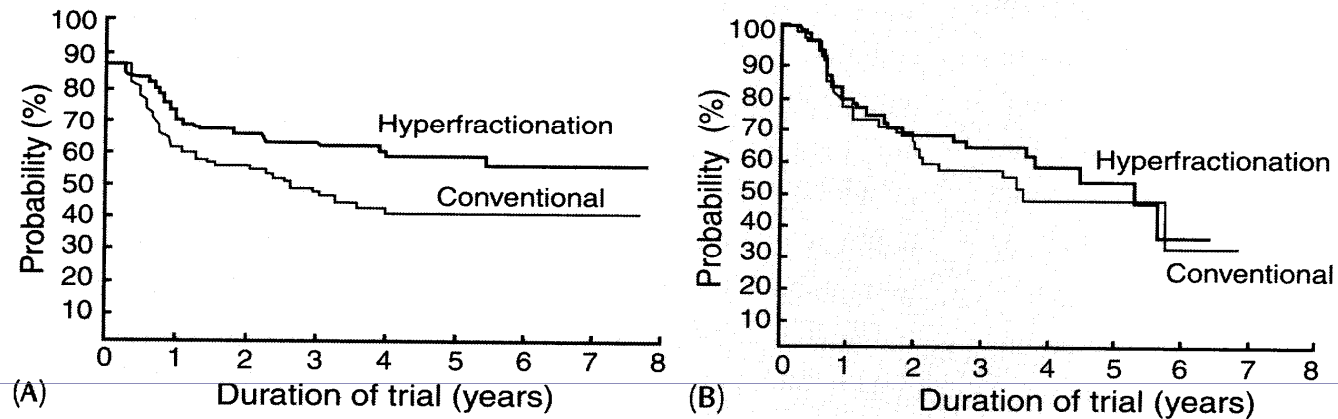 100
90
80
70
60
50
40
30
20
10
0 1 2 3 4 5 6 7 8
Probability (%)
Hyperfractionation
Conventional
(A) Duration of trial (years)
100
90
80
70
60
50
40
30
20
10
0 1 2 3 4 5 6 7 8
Probability (%)
Hyperfractionation
Conventional
(B) Duration of trial (years)